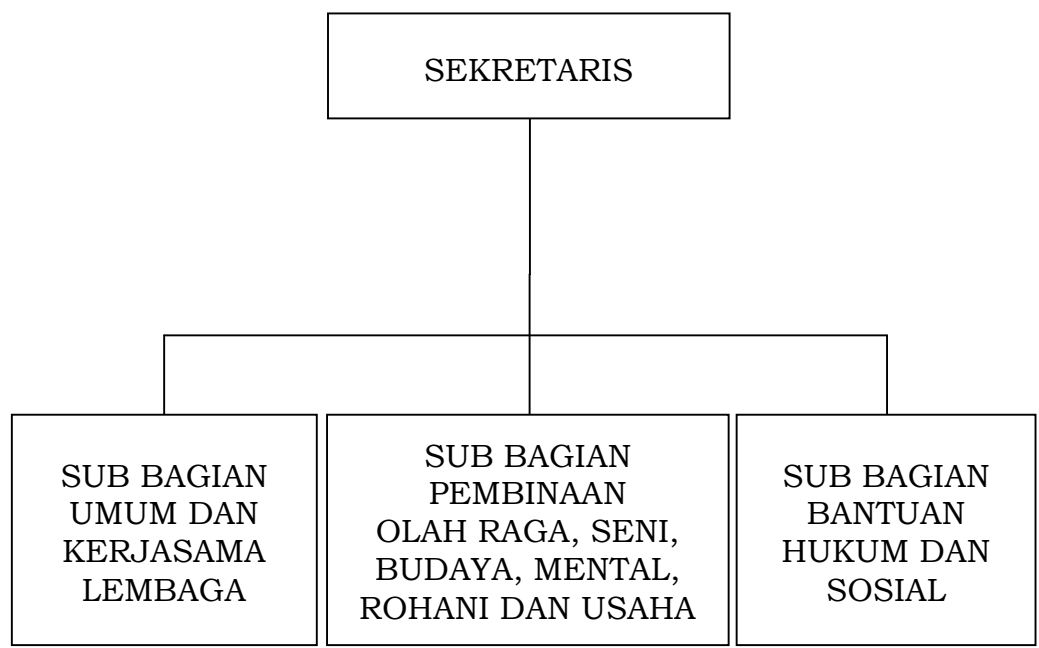 SEKRETARIS
SUB BAGIAN
UMUM DAN
KERJASAMA
LEMBAGA
SUB BAGIAN
PEMBINAAN
OLAH RAGA, SENI,
BUDAYA, MENTAL,
ROHANI DAN USAHA
SUB BAGIAN
BANTUAN
HUKUM DAN
SOSIAL